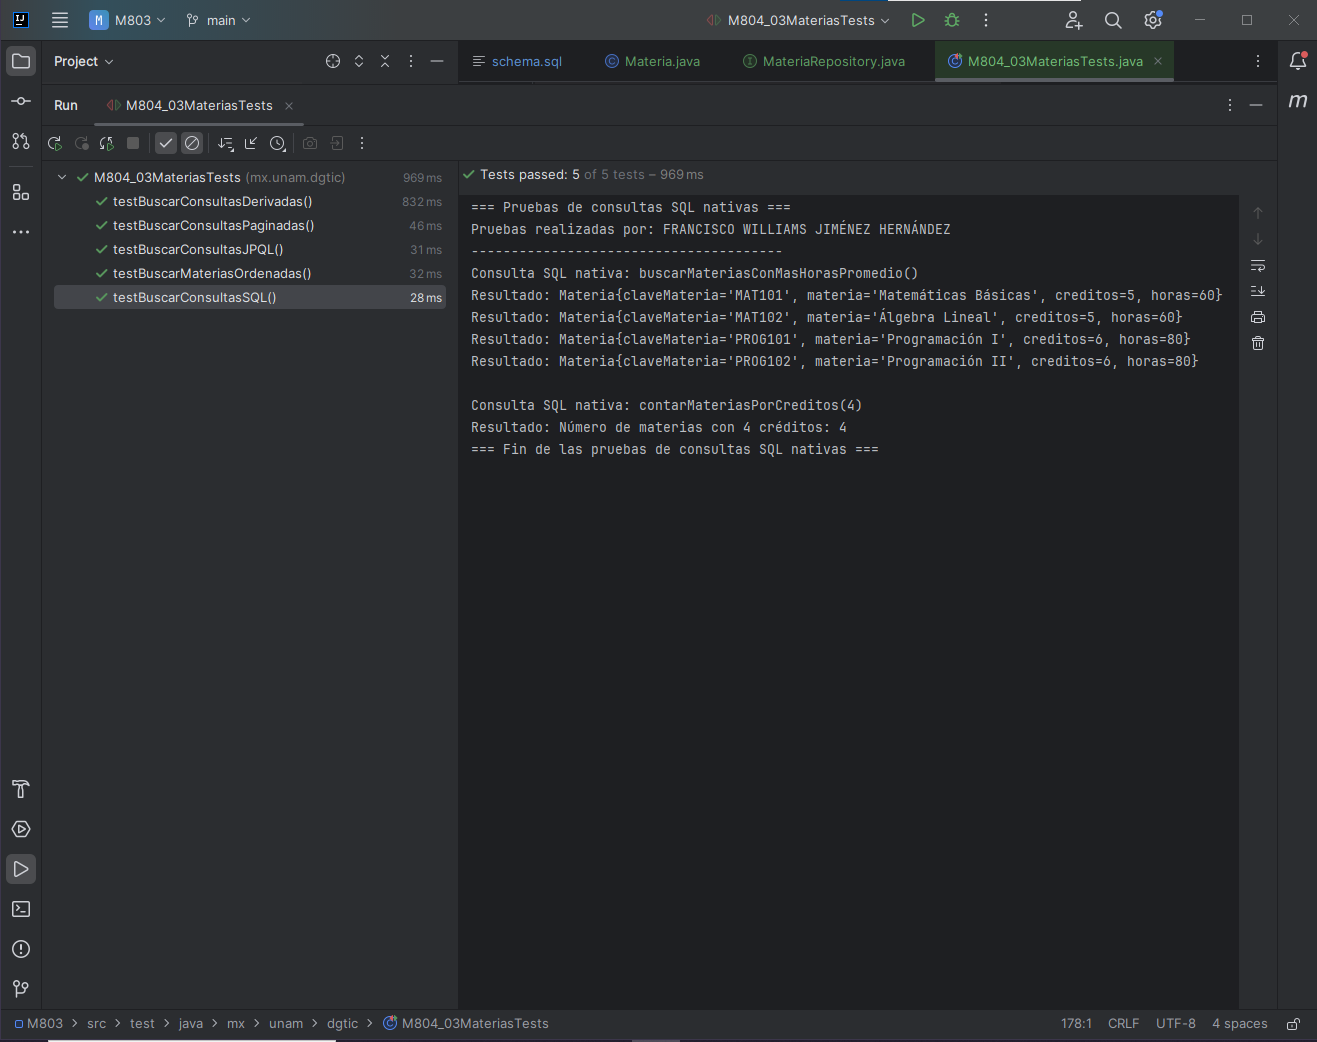 M M803 main M804_03MateriasTests
Project schema.sql Materia.java MateriaRepository.java M804_03MateriasTests.java
Run M804_03MateriasTests
M804_03MateriasTests (mx.unam.dgtic) 969 ms
testBuscarConsultasDerivadas() 832 ms
testBuscarConsultasPaginadas() 46 ms
testBuscarConsultasJPQL() 31 ms
testBuscarMateriasOrdenadas() 32 ms
testBuscarConsultasSQL() 28 ms
Tests passed: 5 of 5 tests – 969 ms
=== Pruebas de consultas SQL nativas ===
Pruebas realizadas por: FRANCISCO WILLIAMS JIMÉNEZ HERNÁNDEZ
---------------------------------------
Consulta SQL nativa: buscarMateriasConMasHorasPromedio()
Resultado: Materia{claveMateria='MAT101', materia='Matemáticas Básicas', creditos=5, horas=60}
Resultado: Materia{claveMateria='MAT102', materia='Álgebra Lineal', creditos=5, horas=60}
Resultado: Materia{claveMateria='PROG101', materia='Programación I', creditos=6, horas=80}
Resultado: Materia{claveMateria='PROG102', materia='Programación II', creditos=6, horas=80}
Consulta SQL nativa: contarMateriasPorCreditos(4)
Resultado: Número de materias con 4 créditos: 4
=== Fin de las pruebas de consultas SQL nativas ===
M803 > src > test > java > mx > unam > dgtic > M804_03MateriasTests 178:1 CRLF UTF-8 4 spaces